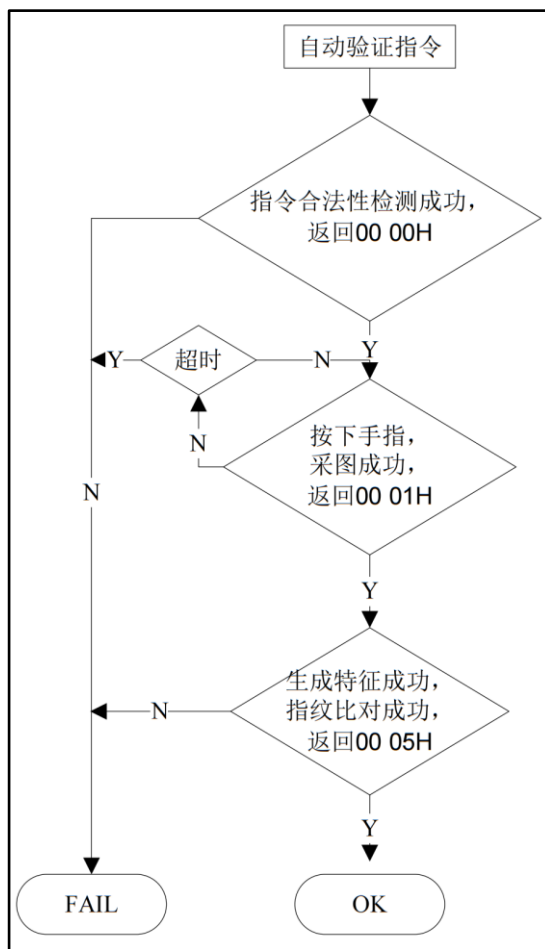 自动验证指令
指令合法性检测成功，
返回00 00H
Y
Y
超时
N
N
按下手指，
采图成功，
返回00 01H
N
Y
生成特征成功，
指纹比对成功，
返回00 05H
N
Y
FAIL
OK